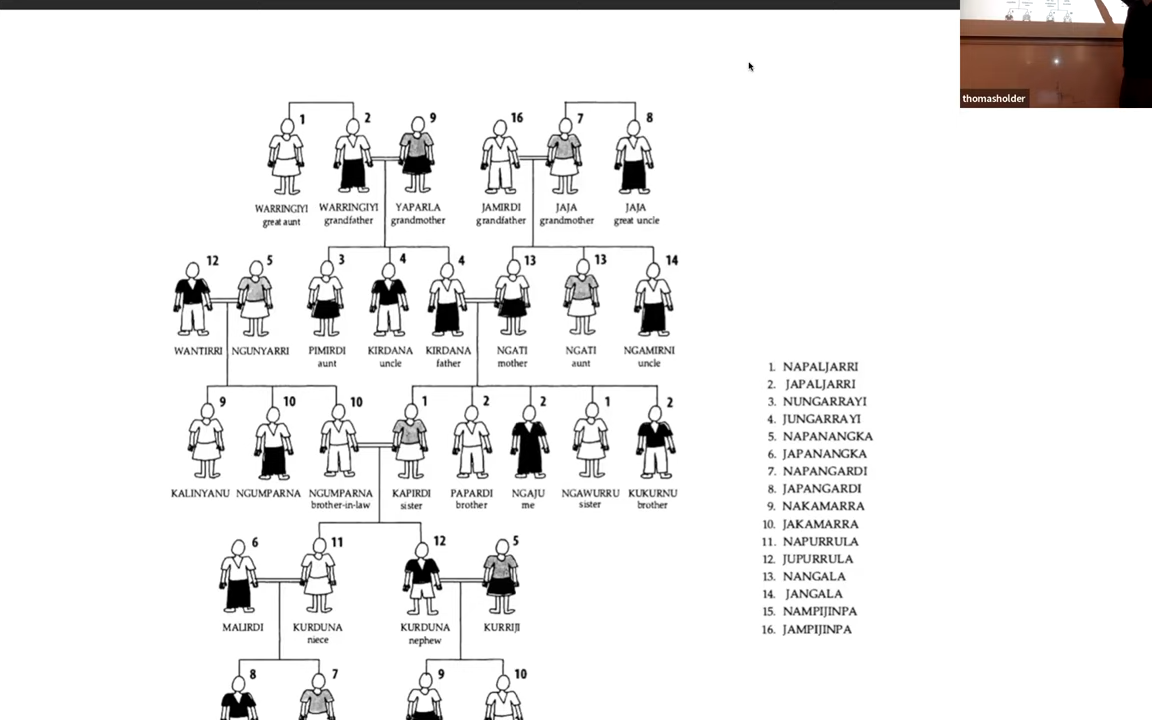 thomasholder
1 2 9 16 7 8
WARRINGIYI WARRINGIYI YAPARLA JAMIRDI JAJA JAJA
great aunt grandfather grandmother grandfather grandmother great uncle
12 5 3 4 4 13 13 14
WANTIRRI NGUNYARRI PIMIRDI KIRDANA KIRDANA NGATI NGATI NGAMIRNI
aunt uncle father mother aunt uncle
9 10 10 1 2 2 1 2
KALINYANU NGUMPARNA NGUMPARNA KAPIRDI PAPARDI NGAJU NGAWURRU KUKURNU
brother-in-law sister brother me sister brother
6 11 12 5
MALIRDI KURDUNA KURDUNA KURRIJI
niece nephew
8 7 9 10
1. NAPALJARRI
2. JAPALJARRI
3. NUNGARRAYI
4. JUNGARRAYI
5. NAPANANGKA
6. JAPANANGKA
7. NAPANGARDI
8. JAPANGARDI
9. NAKAMARRA
10. JAKAMARRA
11. NAPURRULA
12. JUPURRULA
13. NANGALA
14. JANGALA
15. NAMPIJINPA
16. JAMPIJINPA